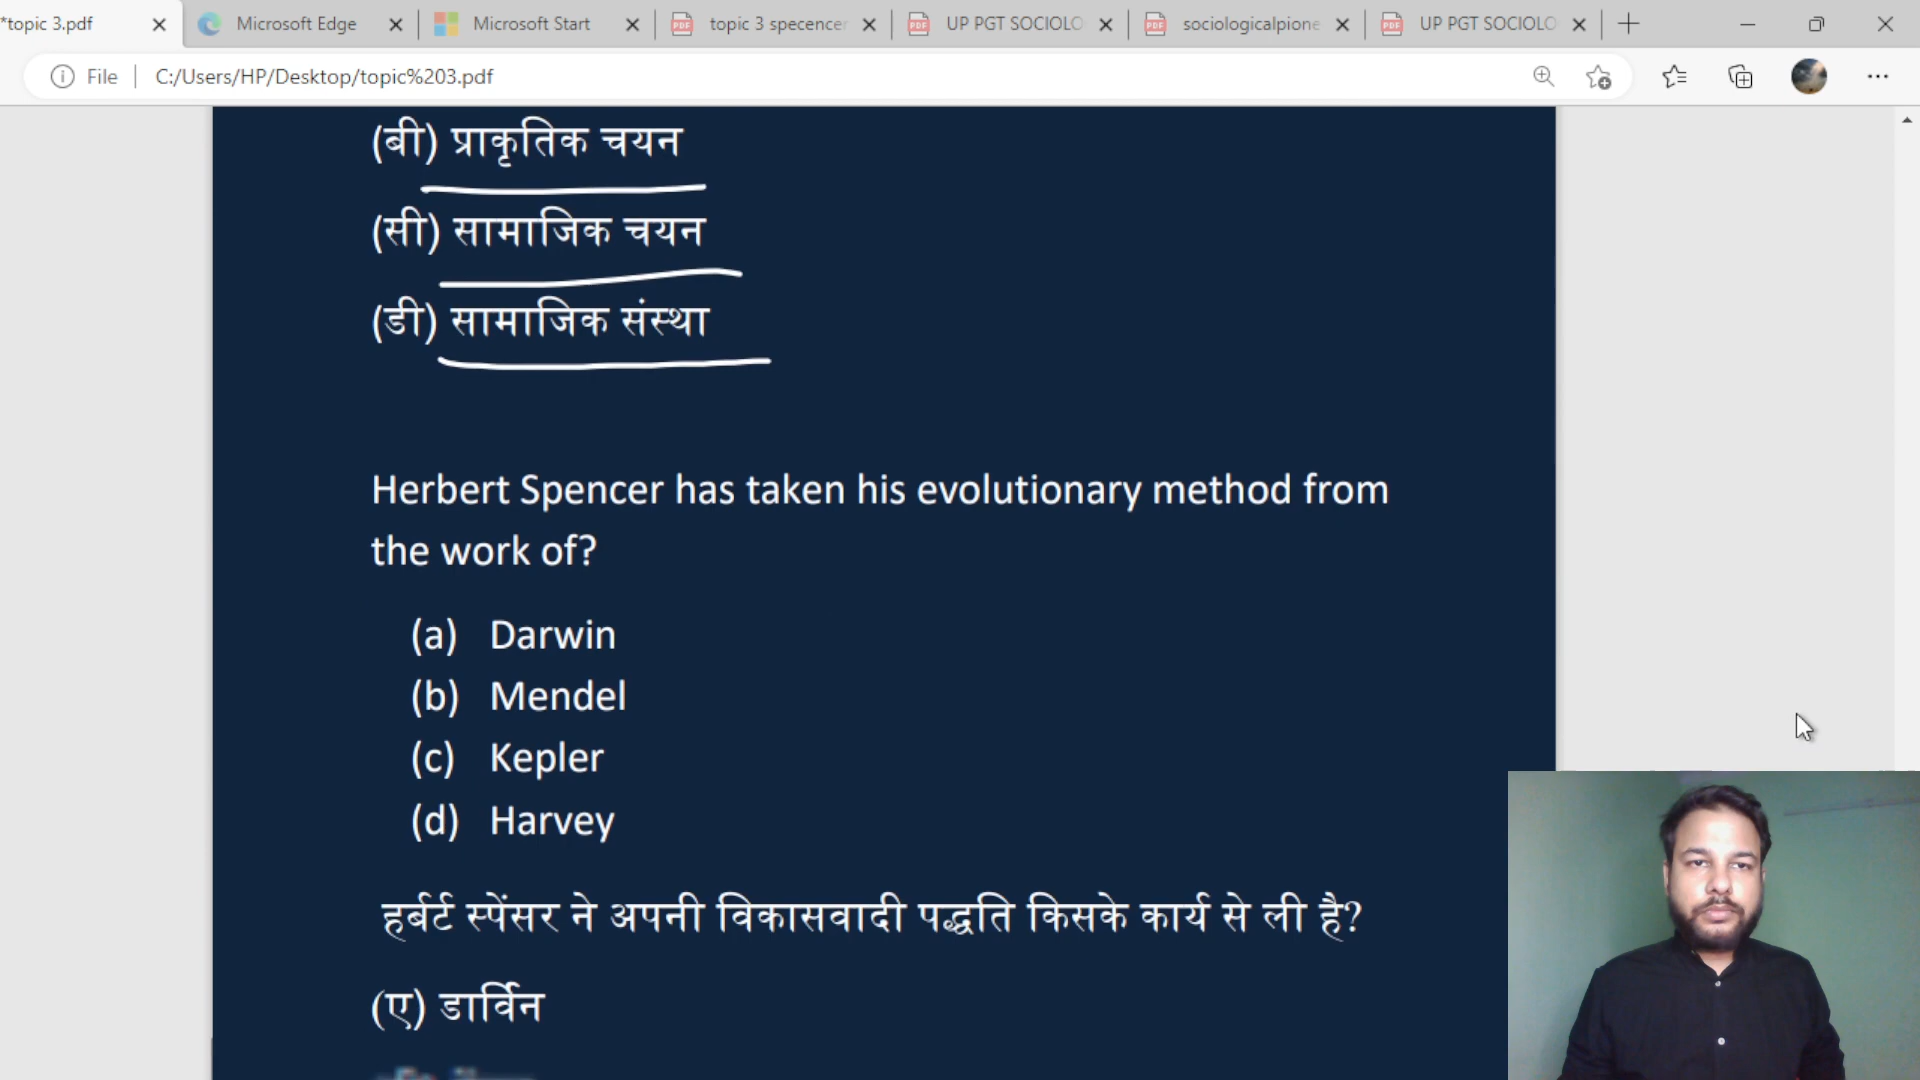 *topic 3.pdf
Microsoft Edge
Microsoft Start
topic 3 specencer
UP PGT SOCIOLO
sociologicalpione
UP PGT SOCIOLO
File
C:/Users/HP/Desktop/topic%203.pdf
(बी) प्राकृतिक चयन
(सी) सामाजिक चयन
(डी) सामाजिक संस्था
Herbert Spencer has taken his evolutionary method from
the work of?
(a) Darwin
(b) Mendel
(c) Kepler
(d) Harvey
हर्बर्ट स्पेंसर ने अपनी विकासवादी पद्धति किसके कार्य से ली है?
(ए) डार्विन